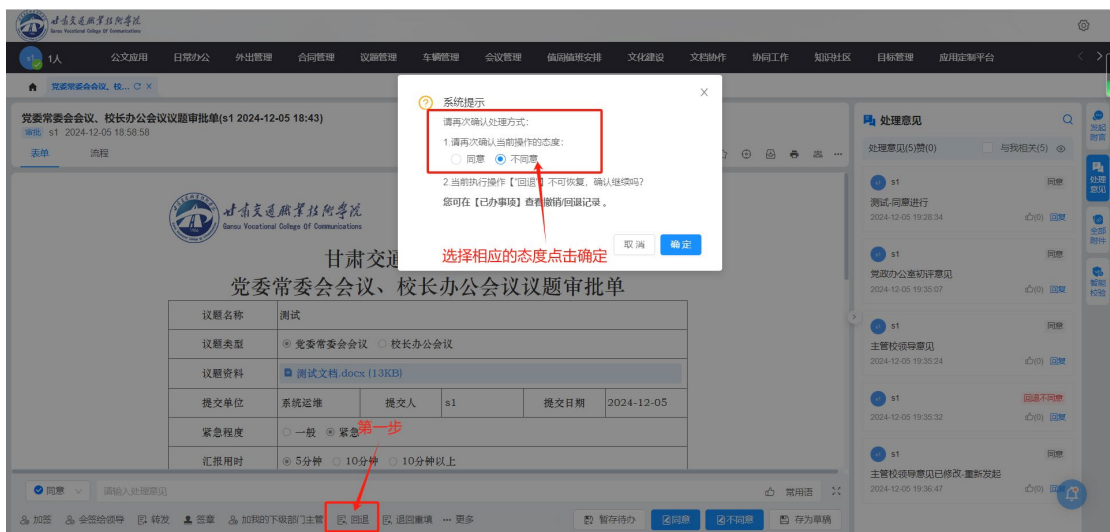 甘肃交通职业技术学院
Gansu Vocational College Of Communications
s1 1人 公文应用 日常办公 外出管理 合同管理 议题管理 车辆管理 会议管理 值周值班安排 文化建设 文档协作 协同工作 知识社区 目标管理 应用定制平台
党委常委会会议、校...
党委常委会会议、校长办公会议议题审批单(s1 2024-12-05 18:43)
审批 s1 2024-12-05 18:58:58
表单 流程
系统提示
请再次确认处理方式:
1.请再次确认当前操作的态度:
同意 不同意
2.当前执行操作【"回退"】不可恢复，确认继续吗?
您可在【已办事项】查看撤销/回退记录。
取消 确定
选择相应的态度点击确定
甘肃交通职业技术学院
Gansu Vocational College Of Communications
甘肃交通
党委常委会会议、校长办公会议议题审批单
议题名称 测试
议题类型 党委常委会会议 校长办公会议
议题资料 测试文档.docx (13KB)
提交单位 系统运维 提交人 s1 提交日期 2024-12-05
紧急程度 一般 紧急
第一步
汇报用时 5分钟 10分钟 10分钟以上
同意 请输入处理意见 常用语
加签 会签给领导 转发 签章 加我的下级部门主管 回退 退回重填 更多 暂存待办 同意 不同意 存为草稿
处理意见
处理意见(5)赞(0) 与我相关(5)
s1 同意
测试-同意进行
2024-12-05 19:28:34 (0) 回复
s1 同意
党政办公室初评意见
2024-12-05 19:35:07 (0) 回复
s1 同意
主管校领导意见
2024-12-05 19:35:24 (0) 回复
s1 回退不同意
2024-12-05 19:35:32 (0) 回复
s1 同意
主管校领导意见已修改-重新发起
2024-12-05 19:36:47 (0)
发起
附言
处理
意见
全部
附件
智能
校验